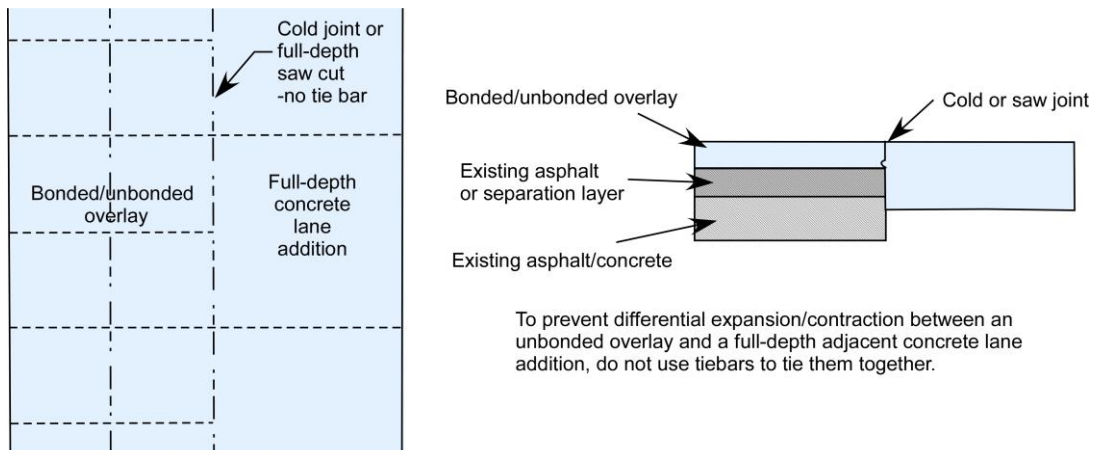 Cold joint or
full-depth
saw cut
-no tie bar
Bonded/unbonded
overlay
Full-depth
concrete
lane
addition
Bonded/unbonded overlay
Cold or saw joint
Existing asphalt
or separation layer
Existing asphalt/concrete
To prevent differential expansion/contraction between an
unbonded overlay and a full-depth adjacent concrete lane
addition, do not use tiebars to tie them together.